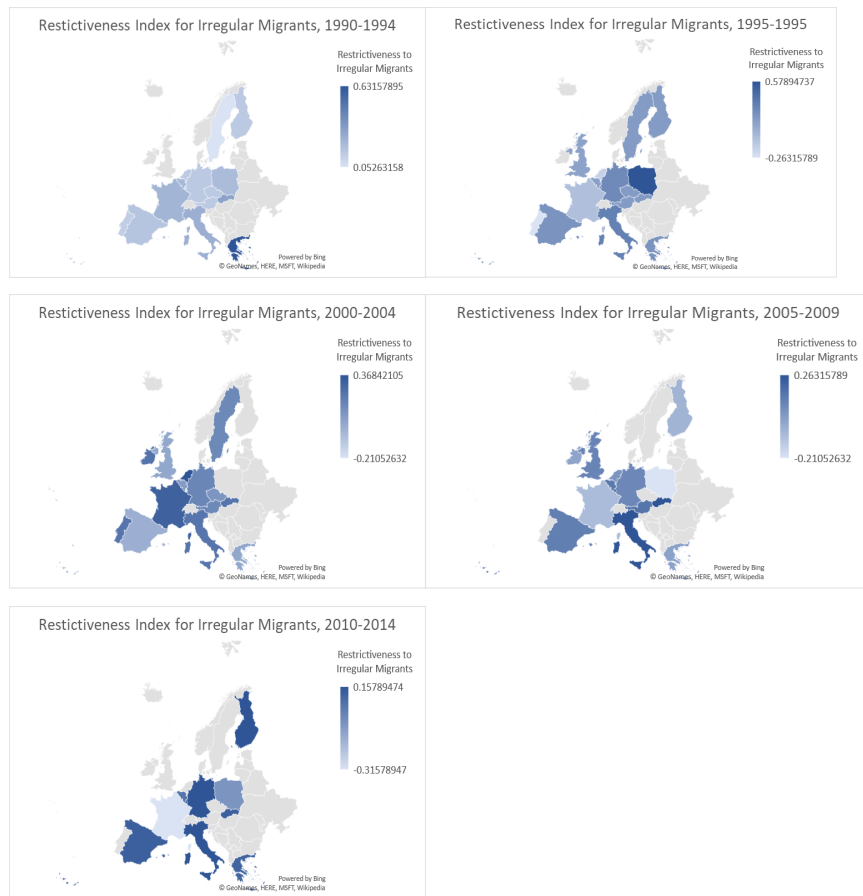 Restictiveness Index for Irregular Migrants, 1990-1994
Restrictiveness to
Irregular Migrants
0.63157895
0.05263158
Powered by Bing
© GeoNames, HERE, MSFT, Wikipedia
Restictiveness Index for Irregular Migrants, 1995-1995
Restrictiveness to
Irregular Migrants
0.57894737
-0.26315789
Powered by Bing
© GeoNames, HERE, MSFT, Wikipedia
Restictiveness Index for Irregular Migrants, 2000-2004
Restrictiveness to
Irregular Migrants
0.36842105
-0.21052632
Powered by Bing
© GeoNames, HERE, MSFT, Wikipedia
Restictiveness Index for Irregular Migrants, 2005-2009
Restrictiveness to
Irregular Migrants
0.26315789
-0.21052632
Powered by Bing
© GeoNames, HERE, MSFT, Wikipedia
Restictiveness Index for Irregular Migrants, 2010-2014
Restrictiveness to
Irregular Migrants
0.15789474
-0.31578947
Powered by Bing
© GeoNames, HERE, MSFT, Wikipedia